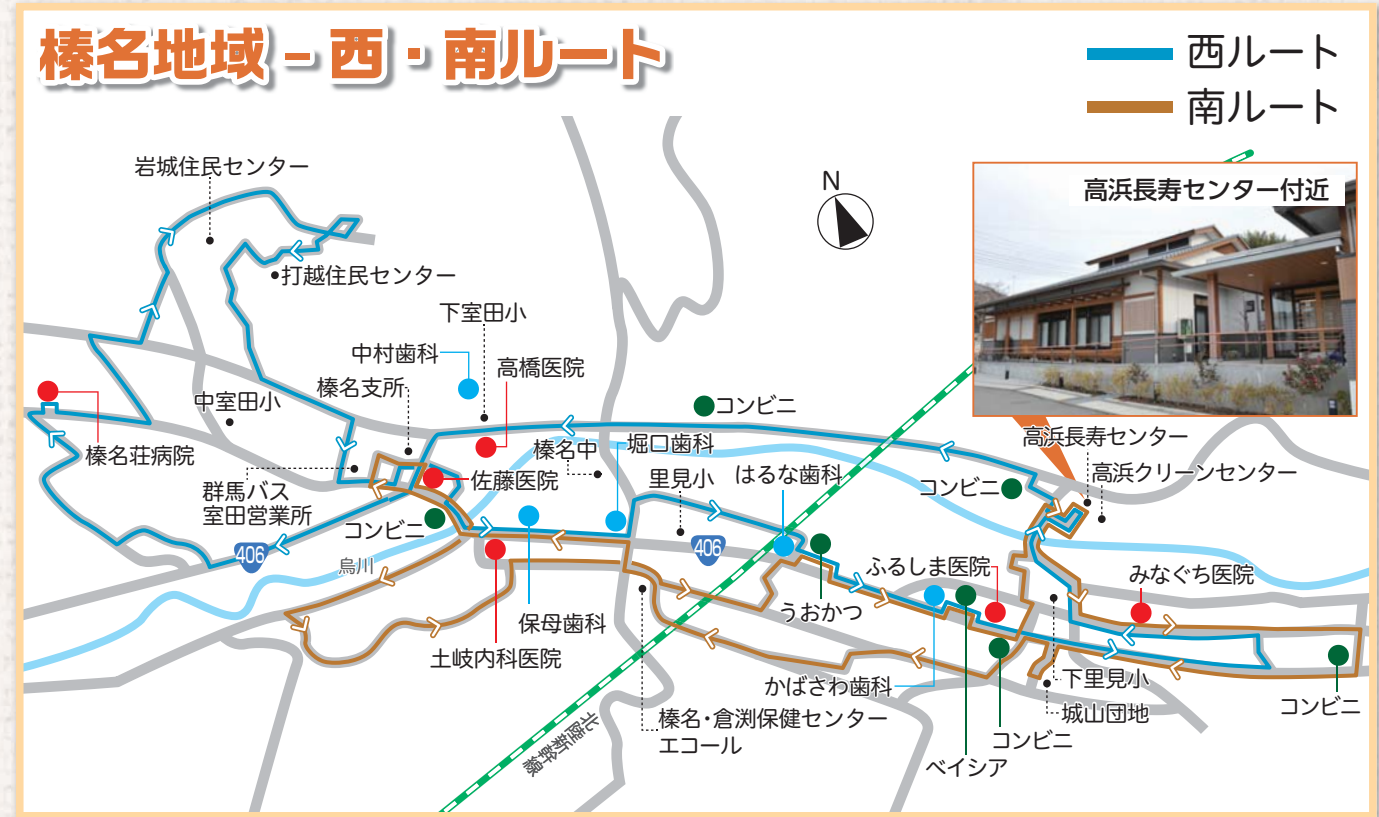 榛名地域 – 西・南ルート
西ルート
南ルート
岩城住民センター
N
高浜長寿センター付近
打越住民センター
下室田小
中村歯科
高橋医院
榛名支所
中室田小
コンビニ
榛名荘病院
榛名中
堀口歯科
高浜長寿センター
佐藤医院
里見小
はるな歯科
高浜クリーンセンター
群馬バス
室田営業所
コンビニ
コンビニ
406
406
烏川
ふるしま医院
みなぐち医院
うおかつ
保母歯科
土岐内科医院
かばさわ歯科
下里見小
城山団地
コンビニ
榛名・倉渕保健センター
エコール
コンビニ
ベイシア
北陸新幹線